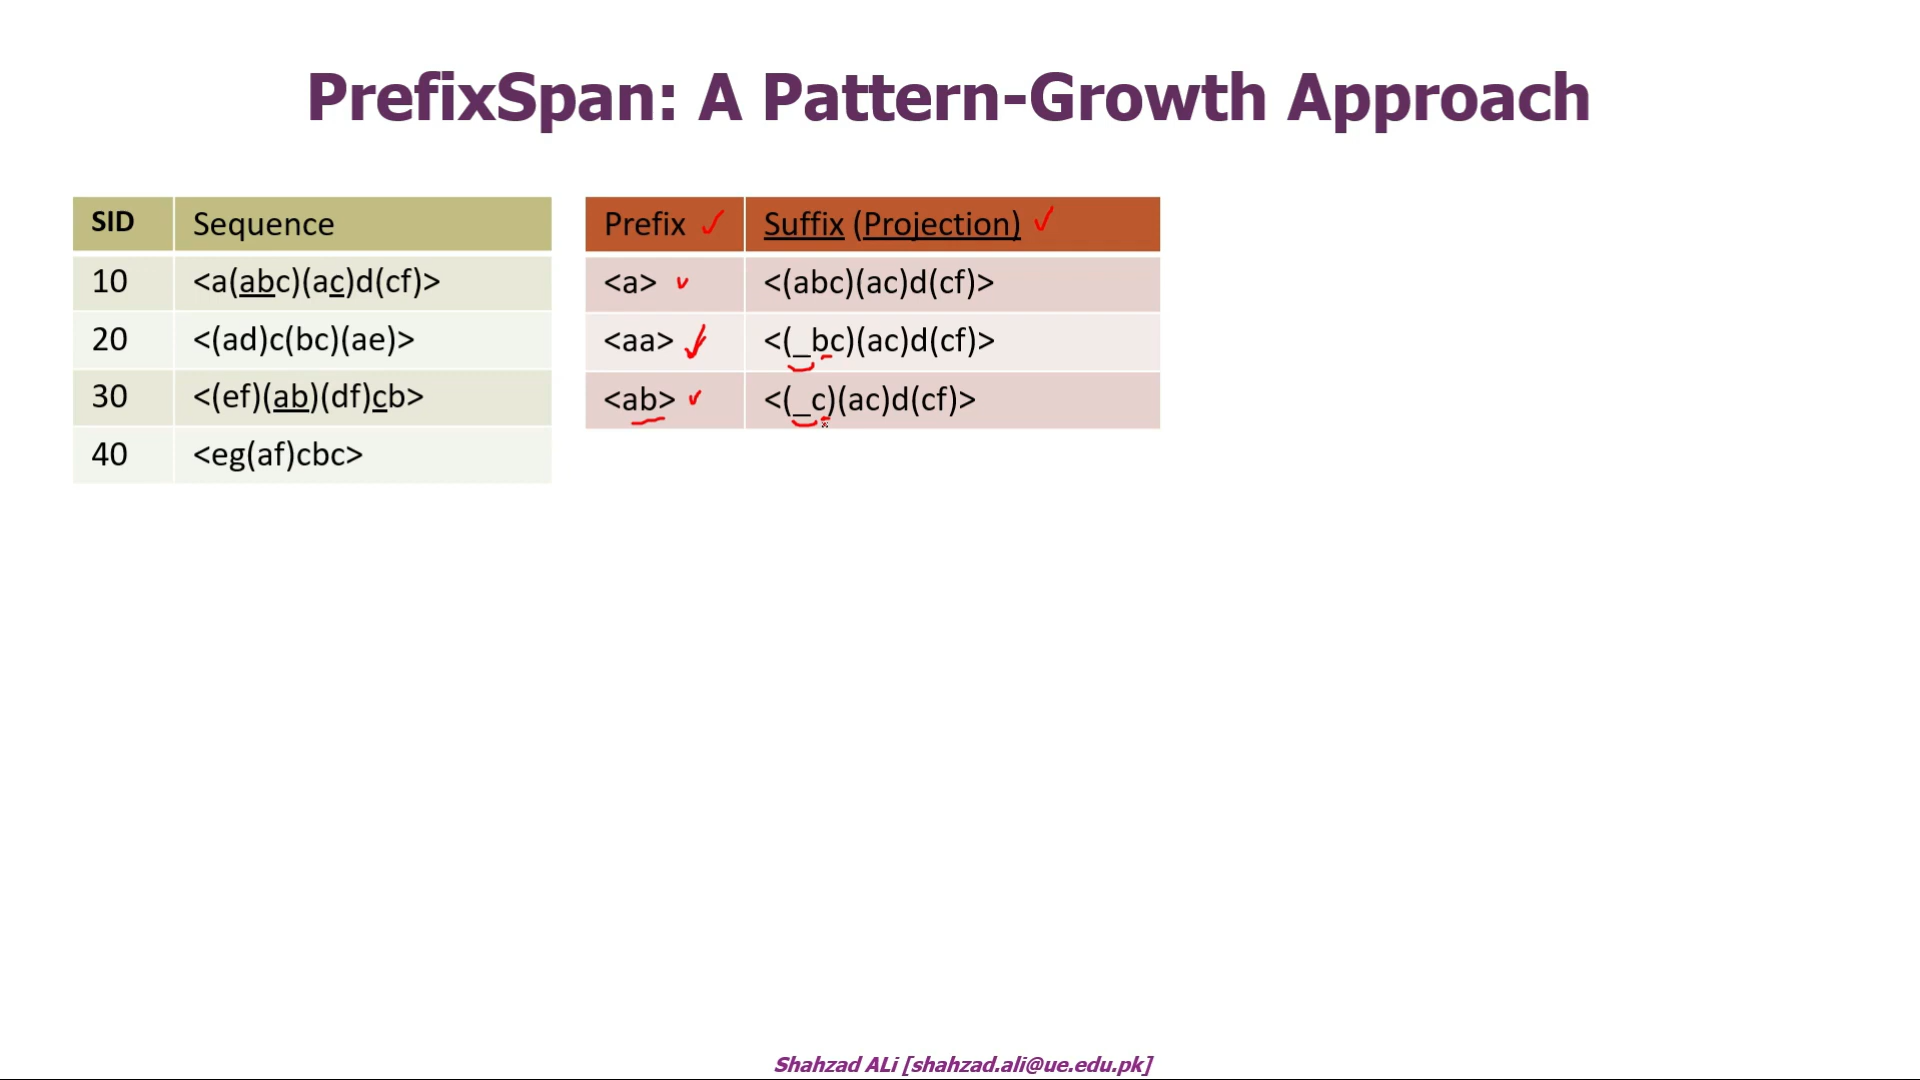 PrefixSpan: A Pattern-Growth Approach
SID Sequence
10 <a(abc)(ac)d(cf)>
20 <(ad)c(bc)(ae)>
30 <(ef)(ab)(df)cb>
40 <eg(af)cbc>
Prefix Suffix (Projection)
<a> <(abc)(ac)d(cf)>
<aa> <(_bc)(ac)d(cf)>
<ab> <(_c)(ac)d(cf)>
Shahzad ALi [shahzad.ali@ue.edu.pk]